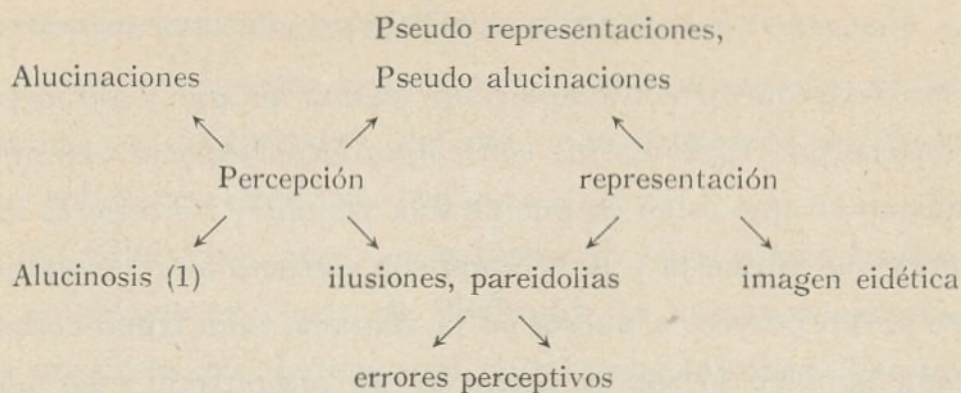 Pseudo representaciones,
Alucinaciones Pseudo alucinaciones
Percepción representación
Alucinosis (1) ilusiones, pareidolias imagen eidética
errores perceptivos